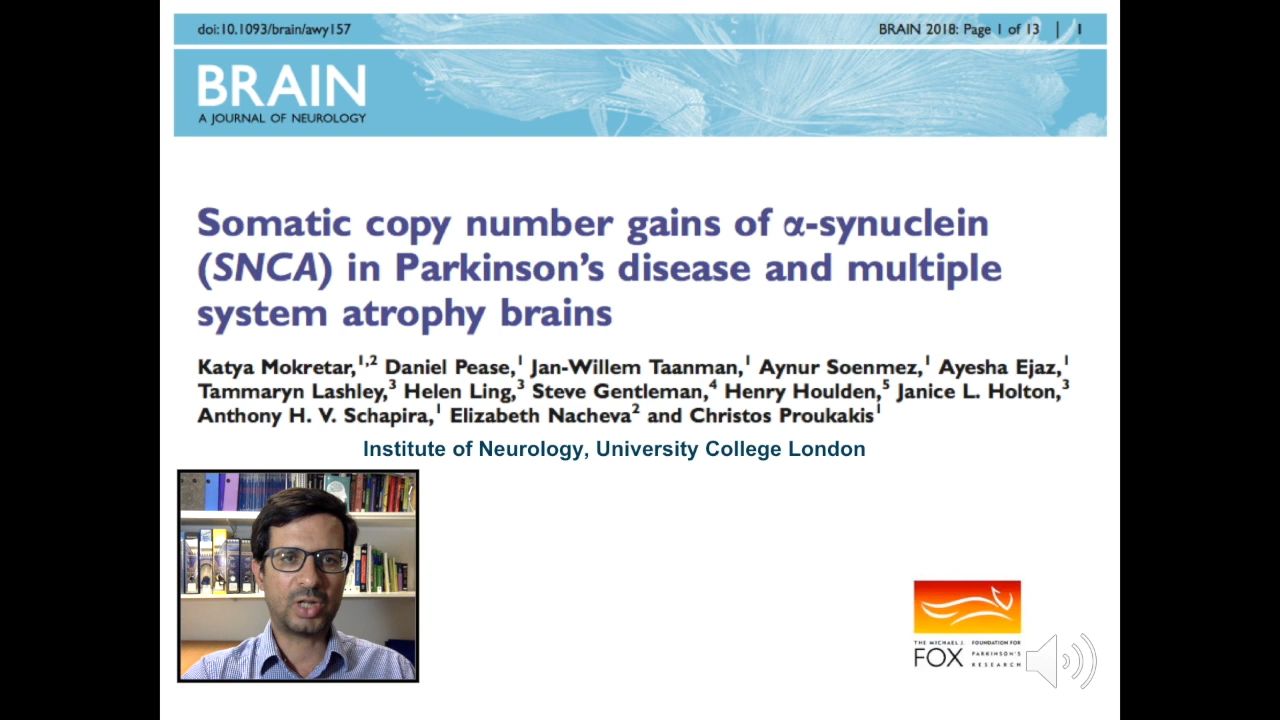 doi:10.1093/brain/awy157
BRAIN 2018: Page 1 of 13 | 1
BRAIN
A JOURNAL OF NEUROLOGY
Somatic copy number gains of α-synuclein
(SNCA) in Parkinson’s disease and multiple
system atrophy brains
Katya Mokretar,1,2 Daniel Pease,1 Jan-Willem Taanman,1 Aynur Soenmez,1 Ayesha Ejaz,1
Tammaryn Lashley,3 Helen Ling,3 Steve Gentleman,4 Henry Houlden,5 Janice L. Holton,3
Anthony H. V. Schapira,1 Elizabeth Nacheva2 and Christos Proukakis1
Institute of Neurology, University College London
THE MICHAEL J. FOUNDATION FOR
FOX PARKINSON'S
RESEARCH